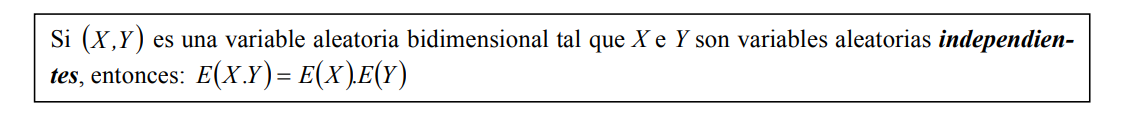 Si (X,Y) es una variable aleatoria bidimensional tal que X e Y son variables aleatorias independien-
tes, entonces: E(X.Y)= E(X).E(Y)